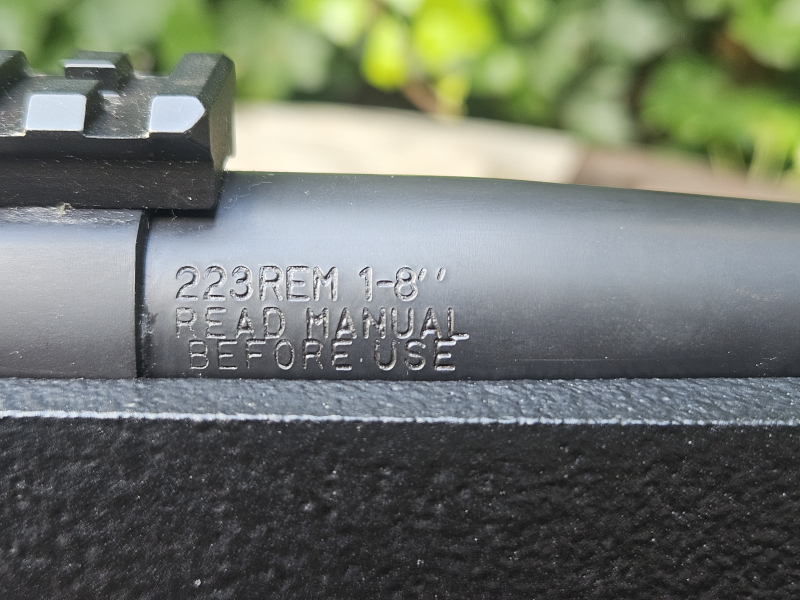 223REM 1-8''
READ MANUAL
BEFORE USE